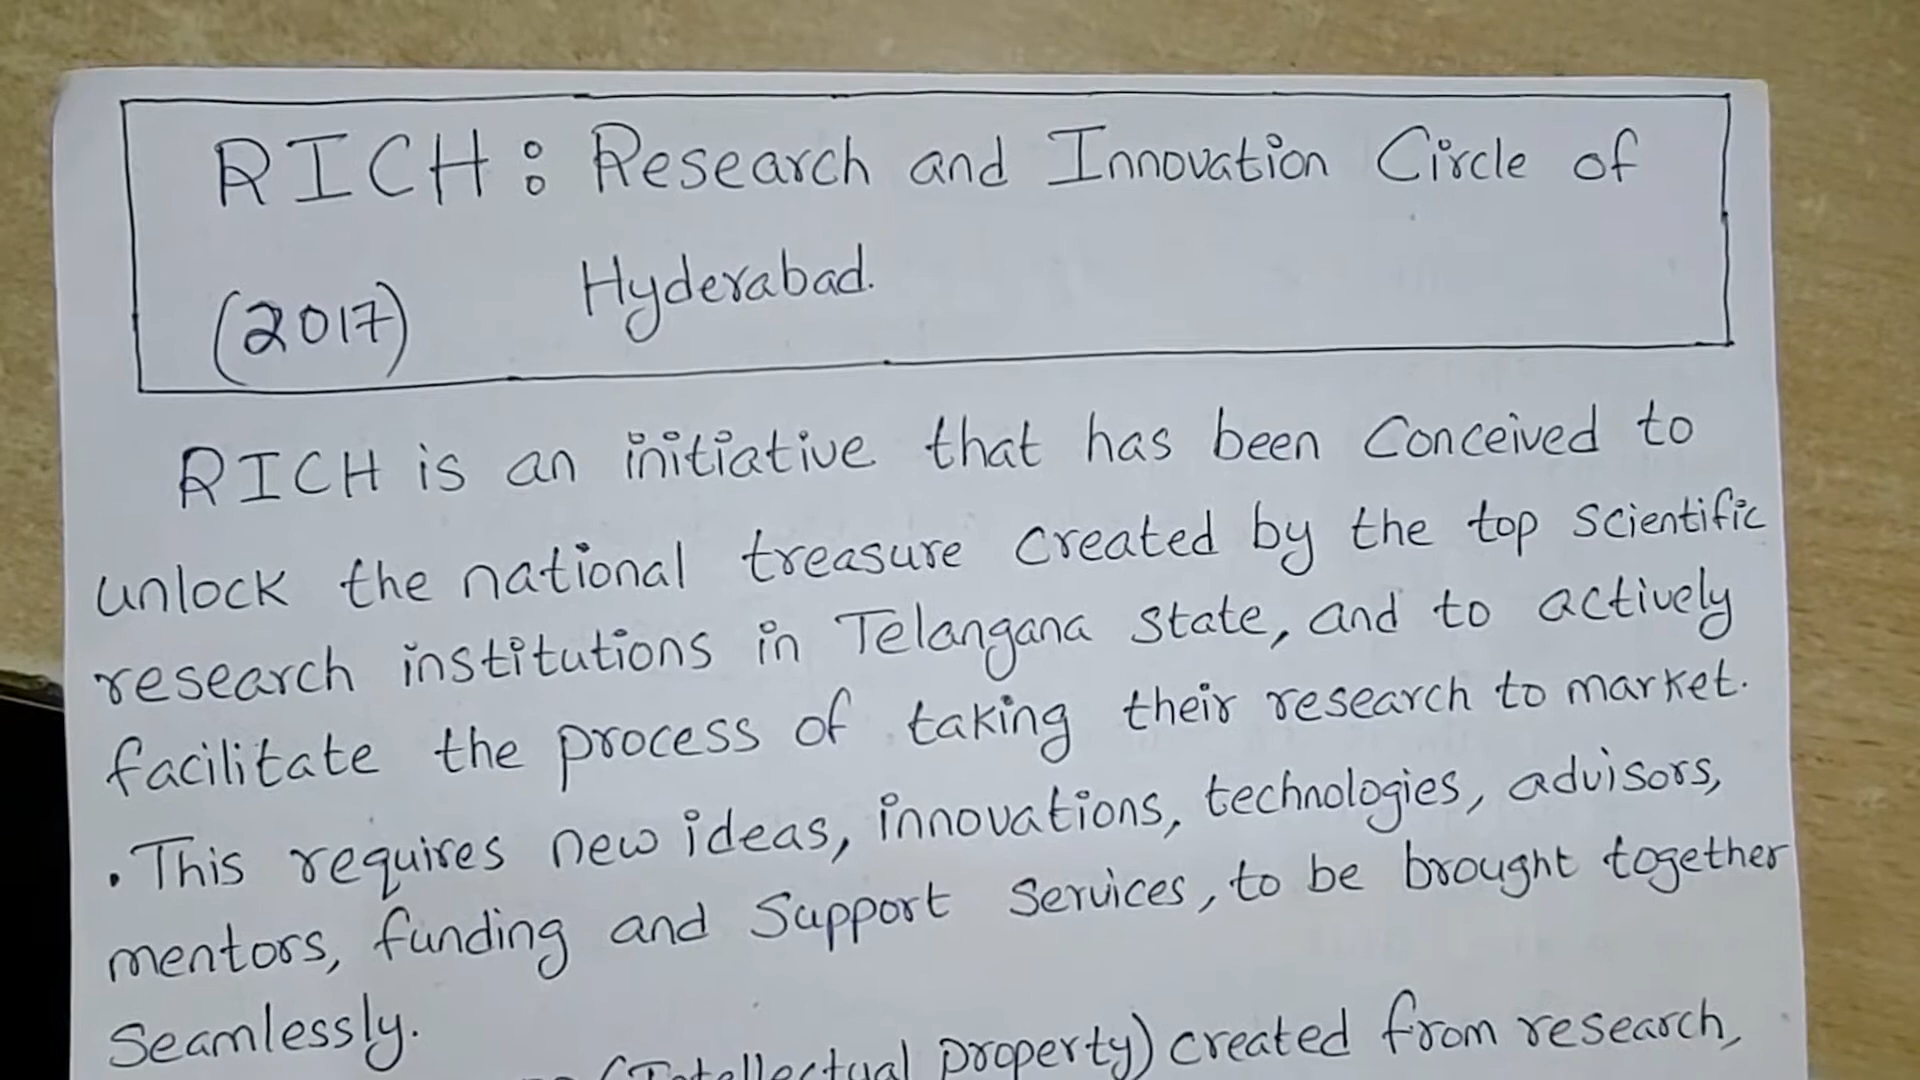 RICH: Research and Innovation Circle of
(2017) Hyderabad.
RICH is an initiative that has been Conceived to
unlock the national treasure created by the top scientific
research institutions in Telangana State, and to actively
facilitate the process of taking their research to market.
• This requires new ideas, innovations, technologies, advisors,
mentors, funding and Support Services, to be brought together
Seamlessly.
(Intellectual property) created from research,